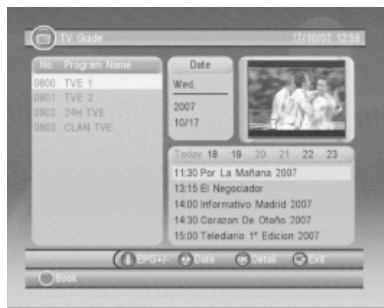 TV Guide 17/10/07 12:59
No. Program Name
0800 TVE 1
0801 TVE 2
0802 24H TVE
0803 CLAN TVE
Date
Wed.
2007
10/17
Today 18 19 20 21 22 23
11:30 Por La Mañana 2007
13:15 El Negociador
14:00 Informativo Madrid 2007
14:30 Corazon De Otoño 2007
15:00 Telediario 1ª Edicion 2007
EPG+/- Date Detail Exit
Book